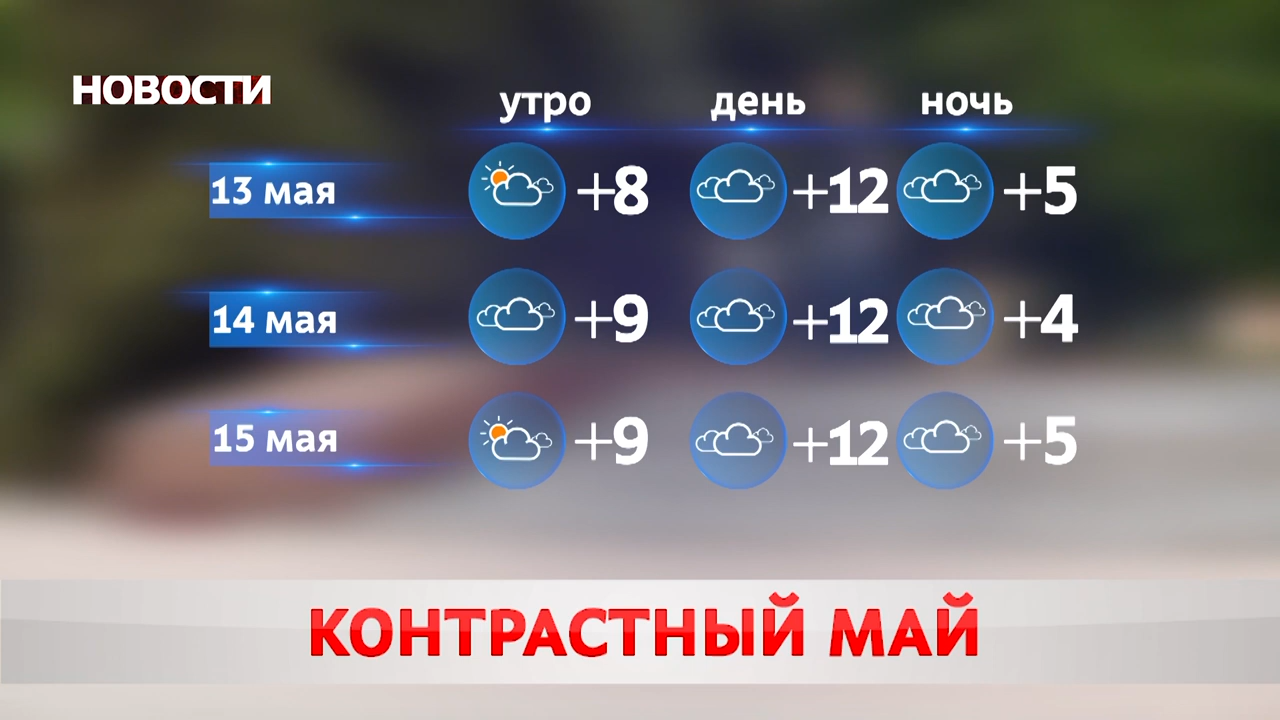 НОВОСТИ
утро день ночь
13 мая +8 +12 +5
14 мая +9 +12 +4
15 мая +9 +12 +5
КОНТРАСТНЫЙ МАЙ